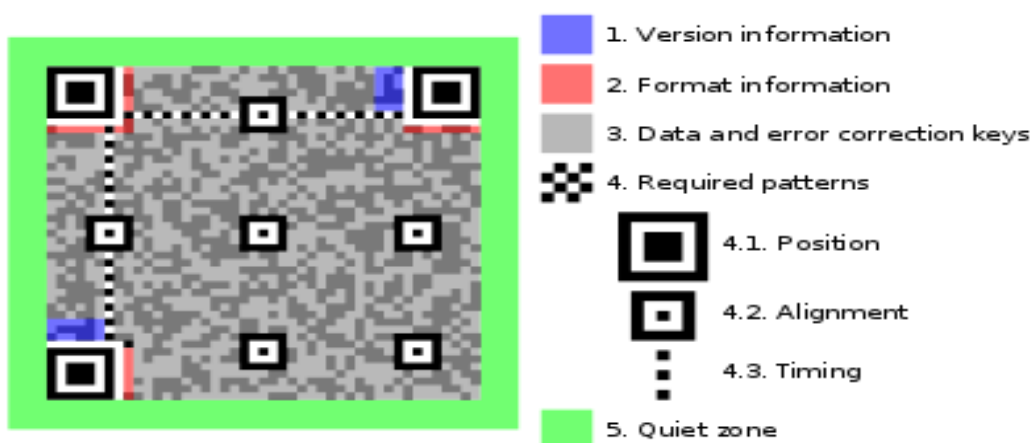 1. Version information
2. Format information
3. Data and error correction keys
4. Required patterns
4.1. Position
4.2. Alignment
4.3. Timing
5. Quiet zone